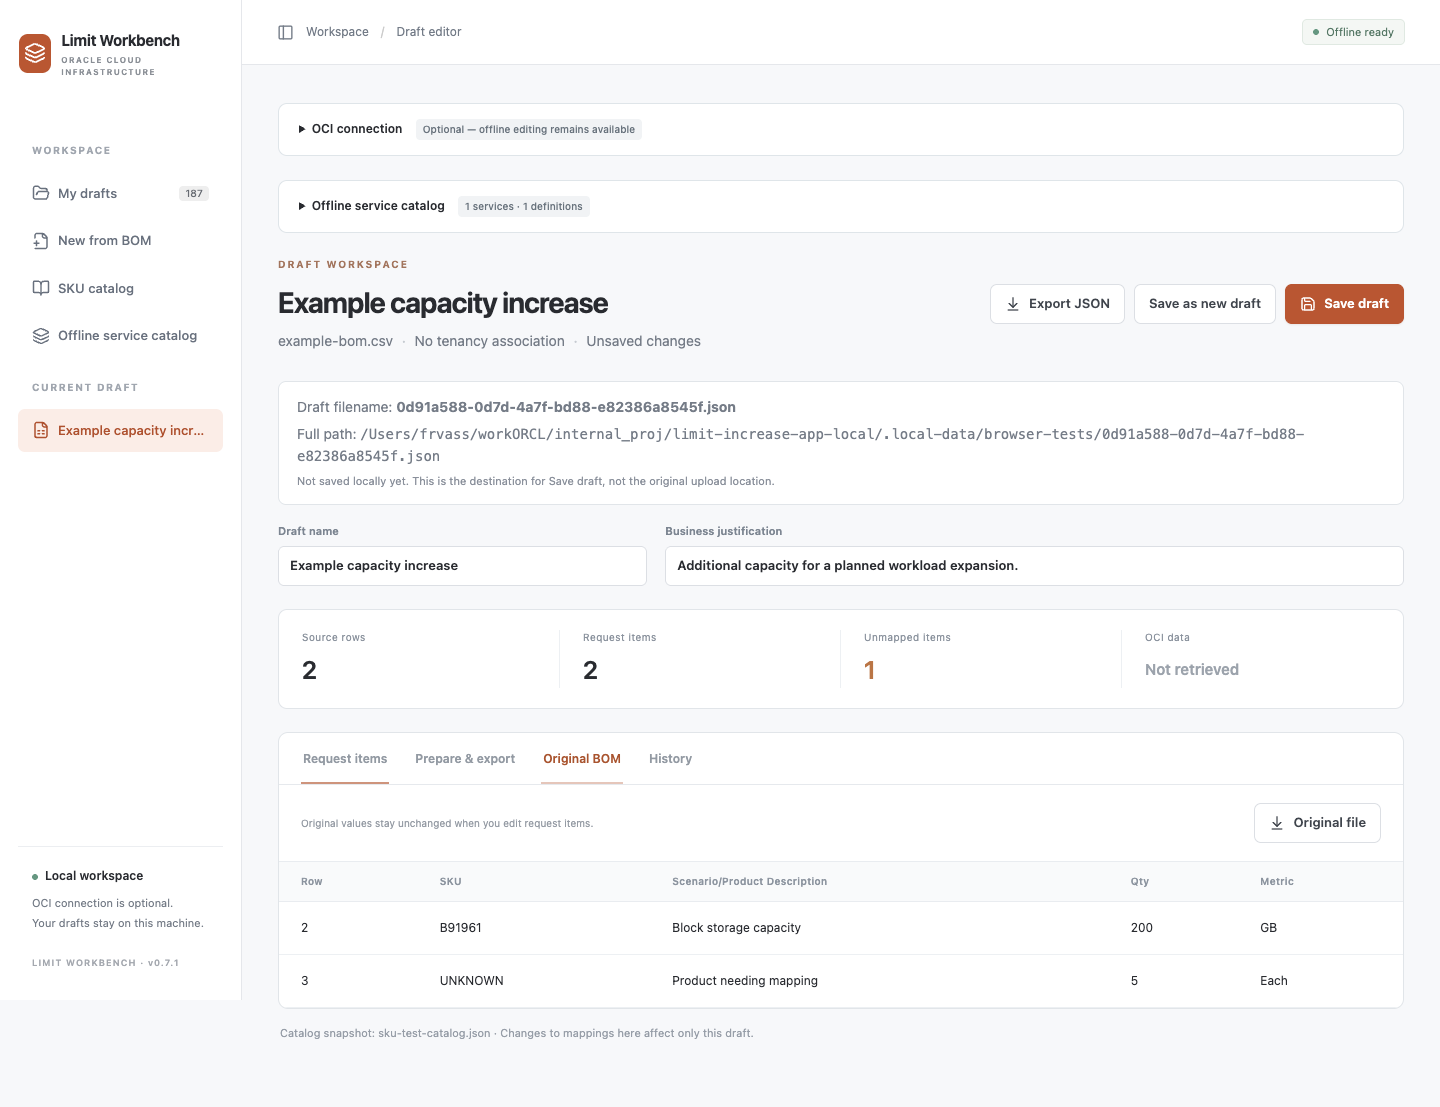 Limit Workbench
ORACLE CLOUD
INFRASTRUCTURE
WORKSPACE
My drafts 187
New from BOM
SKU catalog
Offline service catalog
CURRENT DRAFT
Example capacity incr...
Local workspace
OCI connection is optional.
Your drafts stay on this machine.
LIMIT WORKBENCH · v0.7.1
Workspace / Draft editor
Offline ready
OCI connection Optional — offline editing remains available
Offline service catalog 1 services · 1 definitions
DRAFT WORKSPACE
Example capacity increase
Export JSON Save as new draft Save draft
example-bom.csv · No tenancy association · Unsaved changes
Draft filename: 0d91a588-0d7d-4a7f-bd88-e82386a8545f.json
Full path: /Users/frvass/workORCL/internal_proj/limit-increase-app-local/.local-data/browser-tests/0d91a588-0d7d-4a7f-bd88-
e82386a8545f.json
Not saved locally yet. This is the destination for Save draft, not the original upload location.
Draft name Business justification
Example capacity increase Additional capacity for a planned workload expansion.
Source rows Request items Unmapped items OCI data
2 2 1 Not retrieved
Request items Prepare & export Original BOM History
Original values stay unchanged when you edit request items. Original file
Row SKU Scenario/Product Description Qty Metric
2 B91961 Block storage capacity 200 GB
3 UNKNOWN Product needing mapping 5 Each
Catalog snapshot: sku-test-catalog.json · Changes to mappings here affect only this draft.